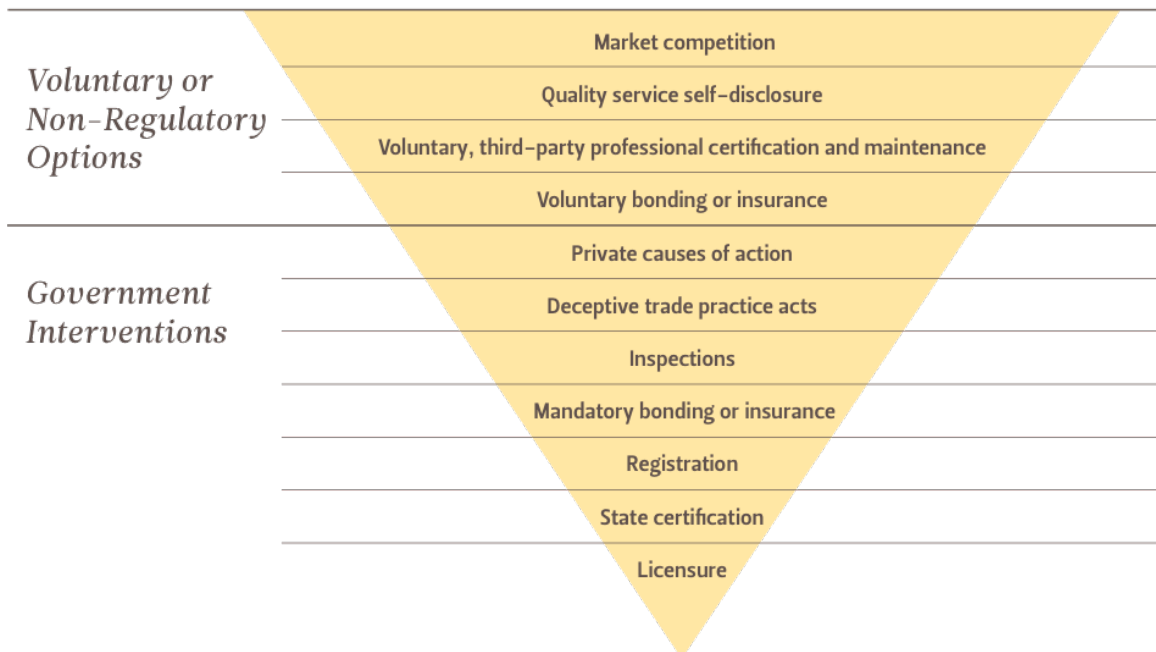 Voluntary or
Non-Regulatory
Options
Market competition
Quality service self-disclosure
Voluntary, third-party professional certification and maintenance
Voluntary bonding or insurance
Government
Interventions
Private causes of action
Deceptive trade practice acts
Inspections
Mandatory bonding or insurance
Registration
State certification
Licensure